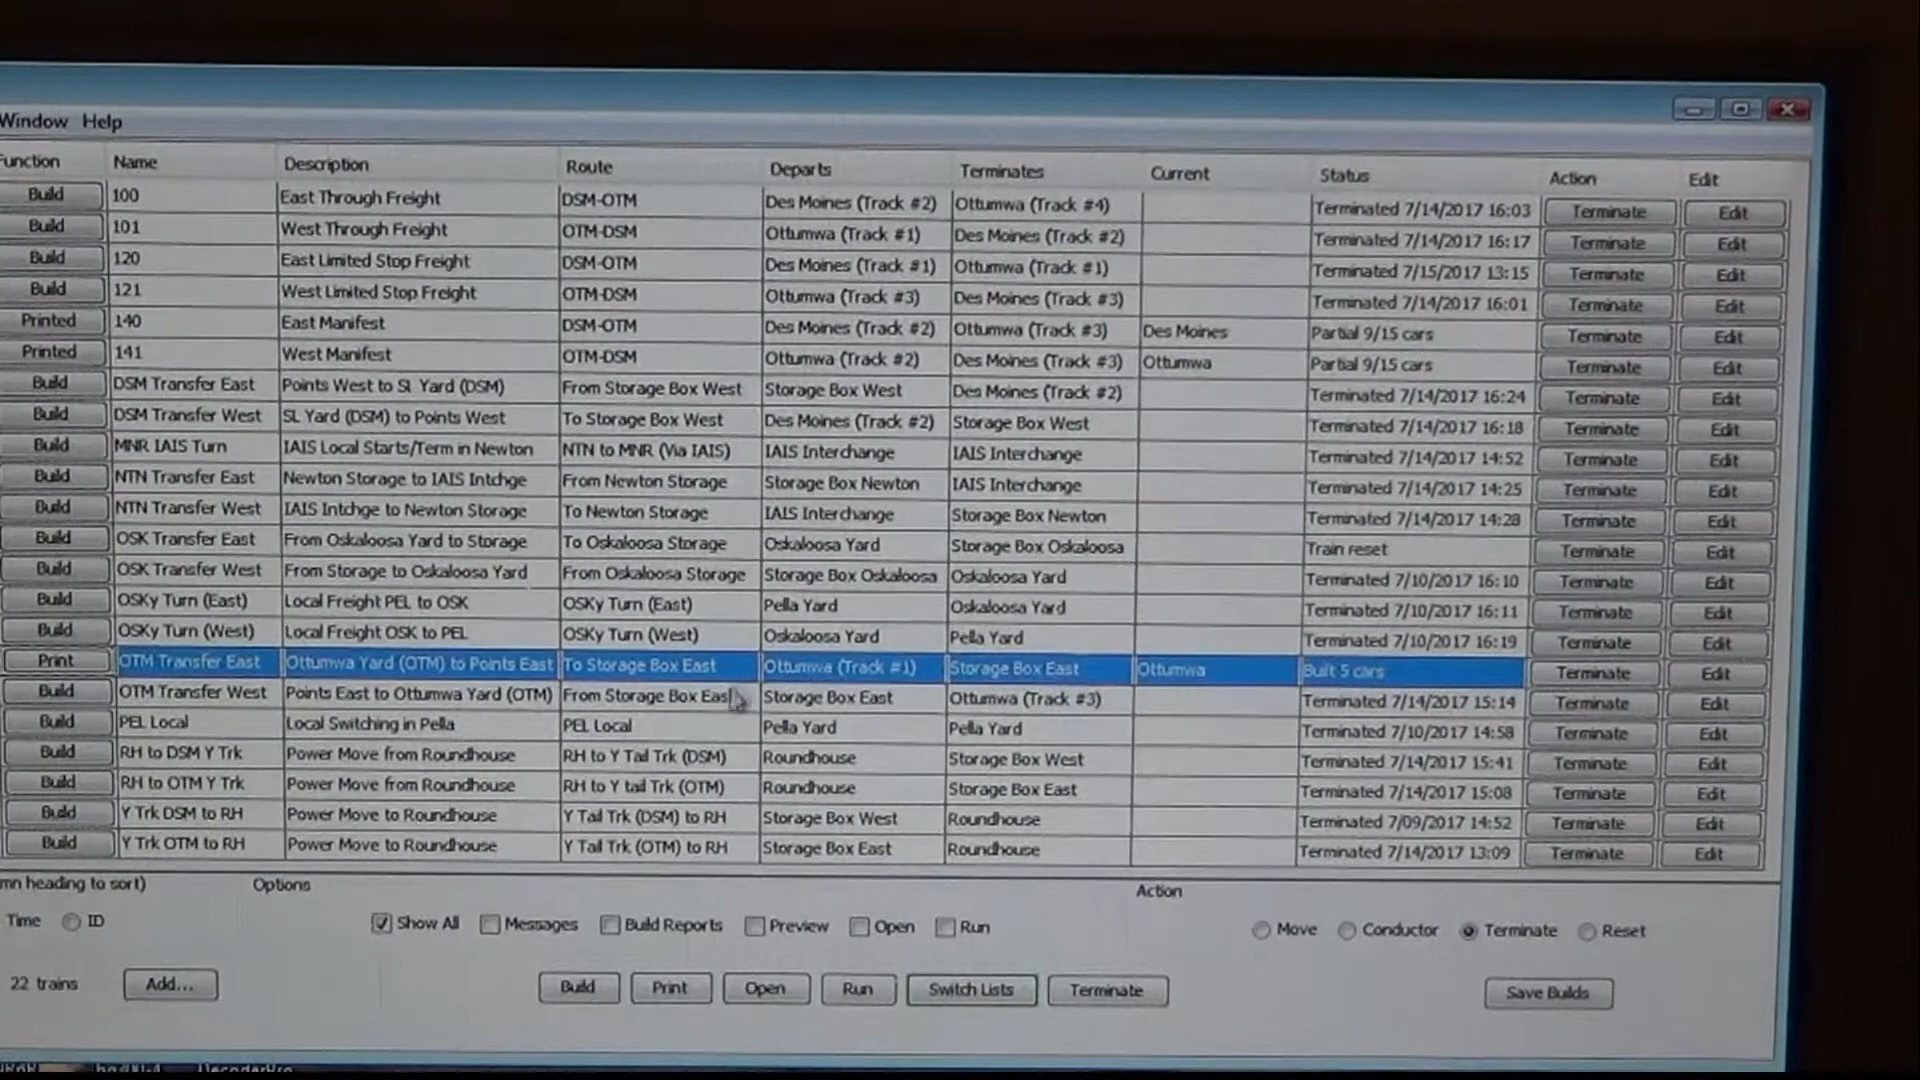 Window Help
Function Name Description Route Departs Terminates Current Status Action Edit
Build 100 East Through Freight DSM-OTM Des Moines (Track #2) Ottumwa (Track #4) Terminated 7/14/2017 16:03 Terminate Edit
Build 101 West Through Freight OTM-DSM Ottumwa (Track #1) Des Moines (Track #2) Terminated 7/14/2017 16:17 Terminate Edit
Build 120 East Limited Stop Freight DSM-OTM Des Moines (Track #1) Ottumwa (Track #1) Terminated 7/15/2017 13:15 Terminate Edit
Build 121 West Limited Stop Freight OTM-DSM Ottumwa (Track #3) Des Moines (Track #3) Terminated 7/14/2017 16:01 Terminate Edit
Printed 140 East Manifest DSM-OTM Des Moines (Track #2) Ottumwa (Track #3) Des Moines Partial 9/15 cars Terminate Edit
Printed 141 West Manifest OTM-DSM Ottumwa (Track #2) Des Moines (Track #3) Ottumwa Partial 9/15 cars Terminate Edit
Build DSM Transfer East Points West to SL Yard (DSM) From Storage Box West Storage Box West Des Moines (Track #2) Terminated 7/14/2017 16:24 Terminate Edit
Build DSM Transfer West SL Yard (DSM) to Points West To Storage Box West Des Moines (Track #2) Storage Box West Terminated 7/14/2017 16:18 Terminate Edit
Build MNR IAIS Turn IAIS Local Starts/Term in Newton NTN to MNR (Via IAIS) IAIS Interchange IAIS Interchange Terminated 7/14/2017 14:52 Terminate Edit
Build NTN Transfer East Newton Storage to IAIS Intchge From Newton Storage Storage Box Newton IAIS Interchange Terminated 7/14/2017 14:25 Terminate Edit
Build NTN Transfer West IAIS Intchge to Newton Storage To Newton Storage IAIS Interchange Storage Box Newton Terminated 7/14/2017 14:28 Terminate Edit
Build OSK Transfer East From Oskaloosa Yard to Storage To Oskaloosa Storage Oskaloosa Yard Storage Box Oskaloosa Train reset Terminate Edit
Build OSK Transfer West From Storage to Oskaloosa Yard From Oskaloosa Storage Storage Box Oskaloosa Oskaloosa Yard Terminated 7/10/2017 16:10 Terminate Edit
Build OSKy Turn (East) Local Freight PEL to OSK OSKy Turn (East) Pella Yard Oskaloosa Yard Terminated 7/10/2017 16:11 Terminate Edit
Build OSKy Turn (West) Local Freight OSK to PEL OSKy Turn (West) Oskaloosa Yard Pella Yard Terminated 7/10/2017 16:19 Terminate Edit
Print OTM Transfer East Ottumwa Yard (OTM) to Points East To Storage Box East Ottumwa (Track #1) Storage Box East Ottumwa Built 5 cars Terminate Edit
Build OTM Transfer West Points East to Ottumwa Yard (OTM) From Storage Box East Storage Box East Ottumwa (Track #3) Terminated 7/14/2017 15:14 Terminate Edit
Build PEL Local Local Switching in Pella PEL Local Pella Yard Pella Yard Terminated 7/10/2017 14:58 Terminate Edit
Build RH to DSM Y Trk Power Move from Roundhouse RH to Y Tail Trk (DSM) Roundhouse Storage Box West Terminated 7/14/2017 15:41 Terminate Edit
Build RH to OTM Y Trk Power Move from Roundhouse RH to Y tail Trk (OTM) Roundhouse Storage Box East Terminated 7/14/2017 15:08 Terminate Edit
Build Y Trk DSM to RH Power Move to Roundhouse Y Tail Trk (DSM) to RH Storage Box West Roundhouse Terminated 7/09/2017 14:52 Terminate Edit
Build Y Trk OTM to RH Power Move to Roundhouse Y Tail Trk (OTM) to RH Storage Box East Roundhouse Terminated 7/14/2017 13:09 Terminate Edit
mn heading to sort) Options Action
Time ID Show All Messages Build Reports Preview Open Run Move Conductor Terminate Reset
22 trains Add... Build Print Open Run Switch Lists Terminate Save Builds
DecoderPro